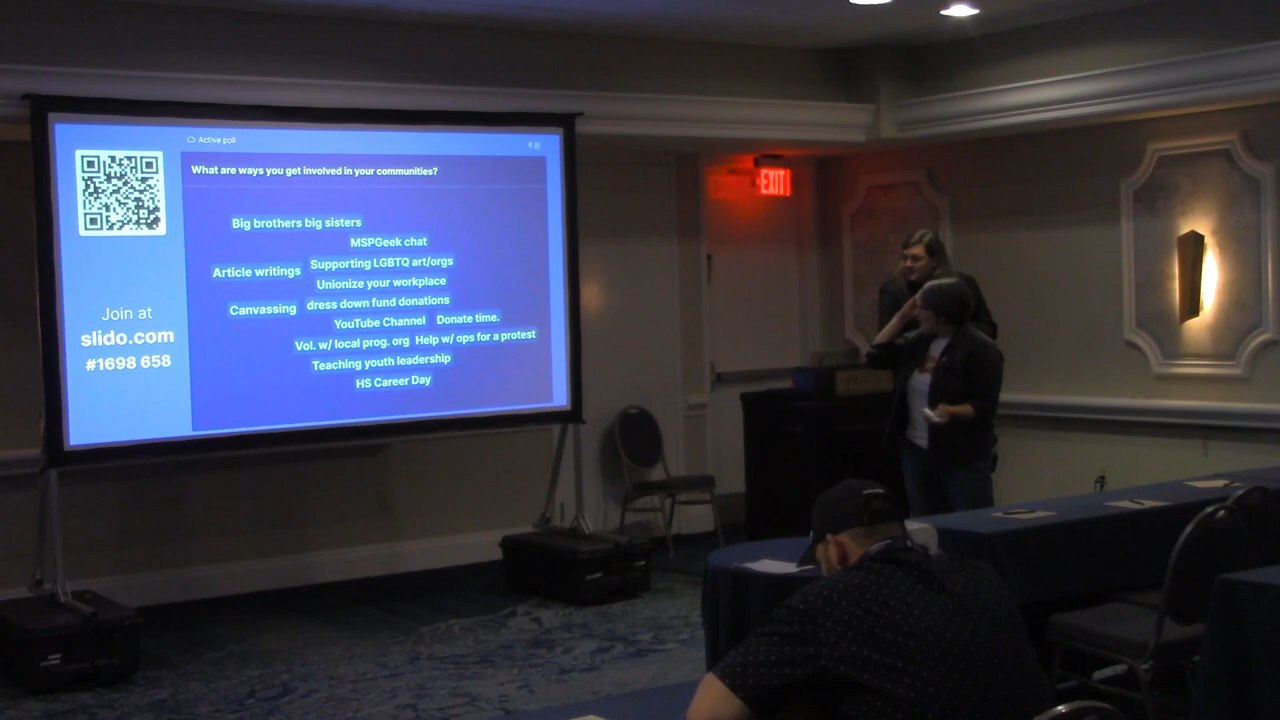 Active poll
What are ways you get involved in your communities?
Big brothers big sisters
MSPGeek chat
Supporting LGBTQ art/orgs
Article writings
Unionize your workplace
dress down fund donations
Canvassing
YouTube Channel
Donate time.
Vol. w/ local prog. org
Help w/ ops for a protest
Teaching youth leadership
HS Career Day
Join at
slido.com
#1698 658
EXIT